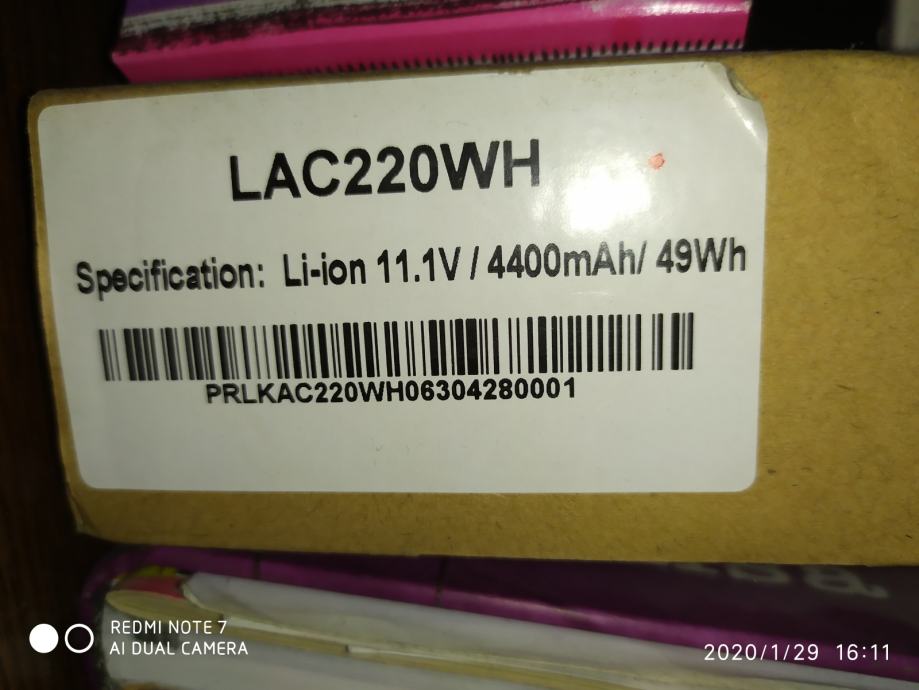 LAC220WH
Specification: Li-ion 11.1V / 4400mAh/ 49Wh
PRLKAC220WH06304280001
REDMI NOTE 7
AI DUAL CAMERA
2020/1/29 16:11